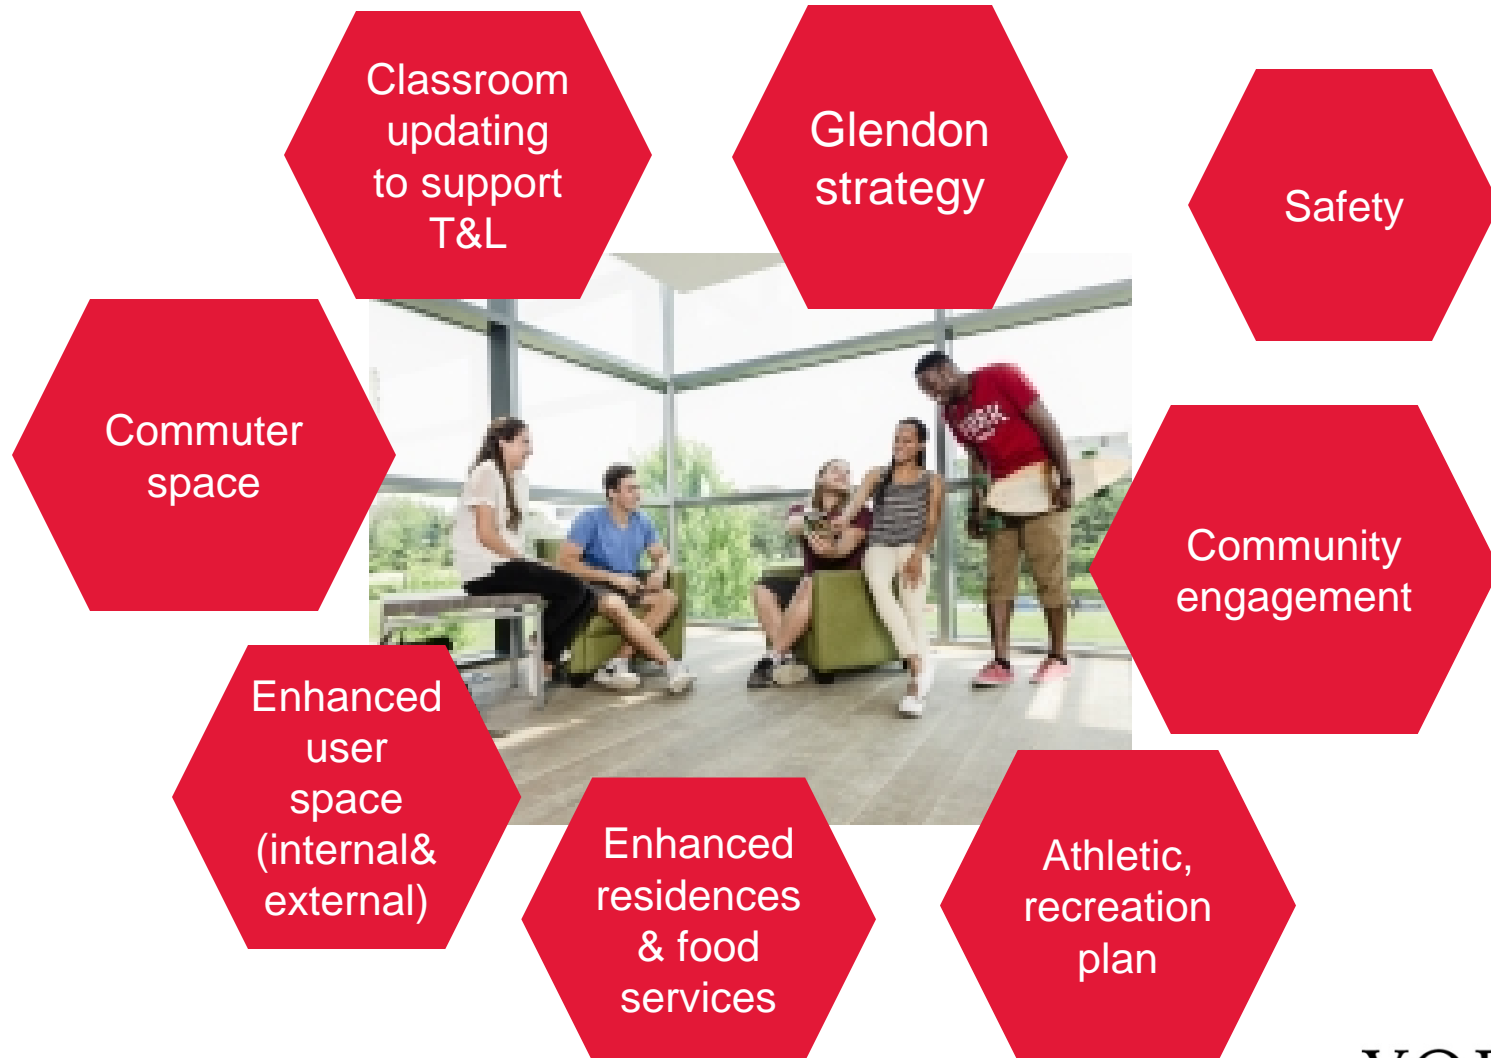 Classroom
updating
to support
T&L
Glendon
strategy
Safety
Commuter
space
Community
engagement
Enhanced
user
space
(internal&
external)
Enhanced
residences
& food
services
Athletic,
recreation
plan